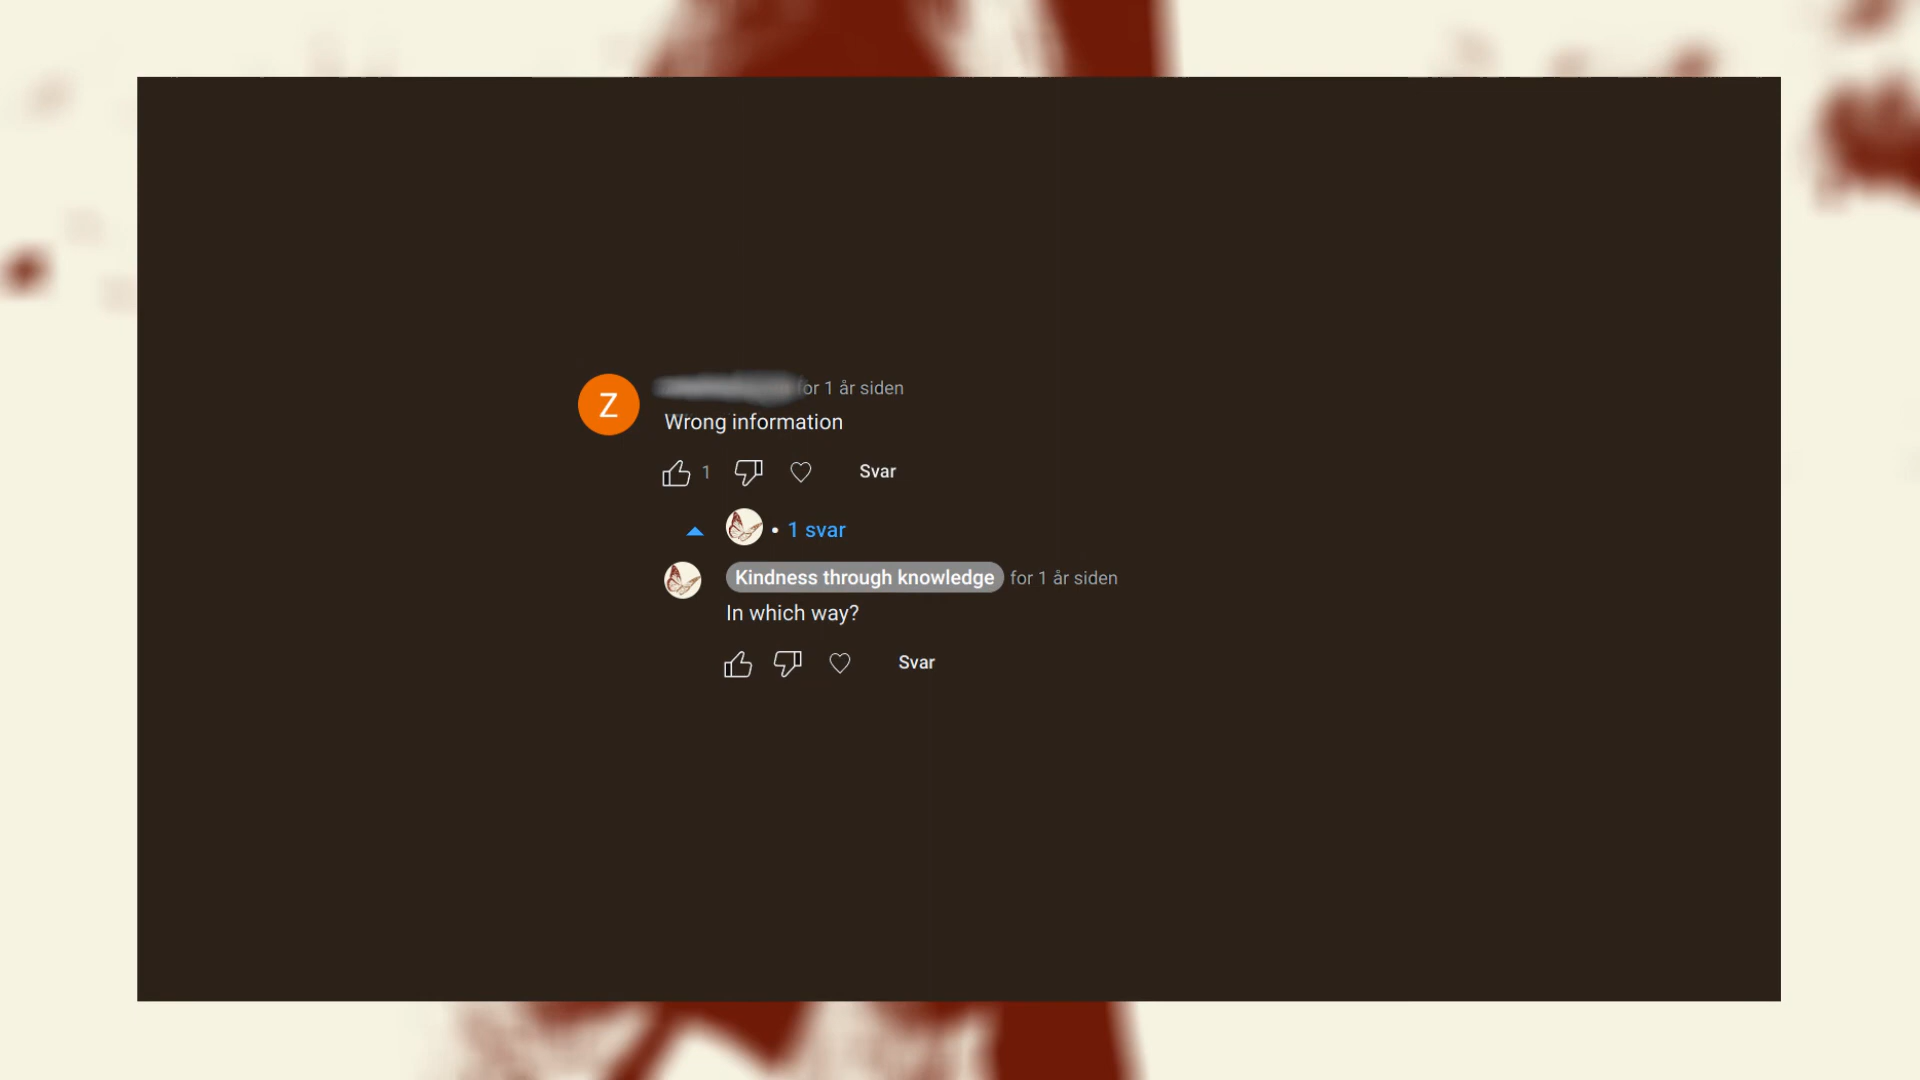 Z
for 1 år siden
Wrong information
1
Svar
• 1 svar
Kindness through knowledge for 1 år siden
In which way?
Svar